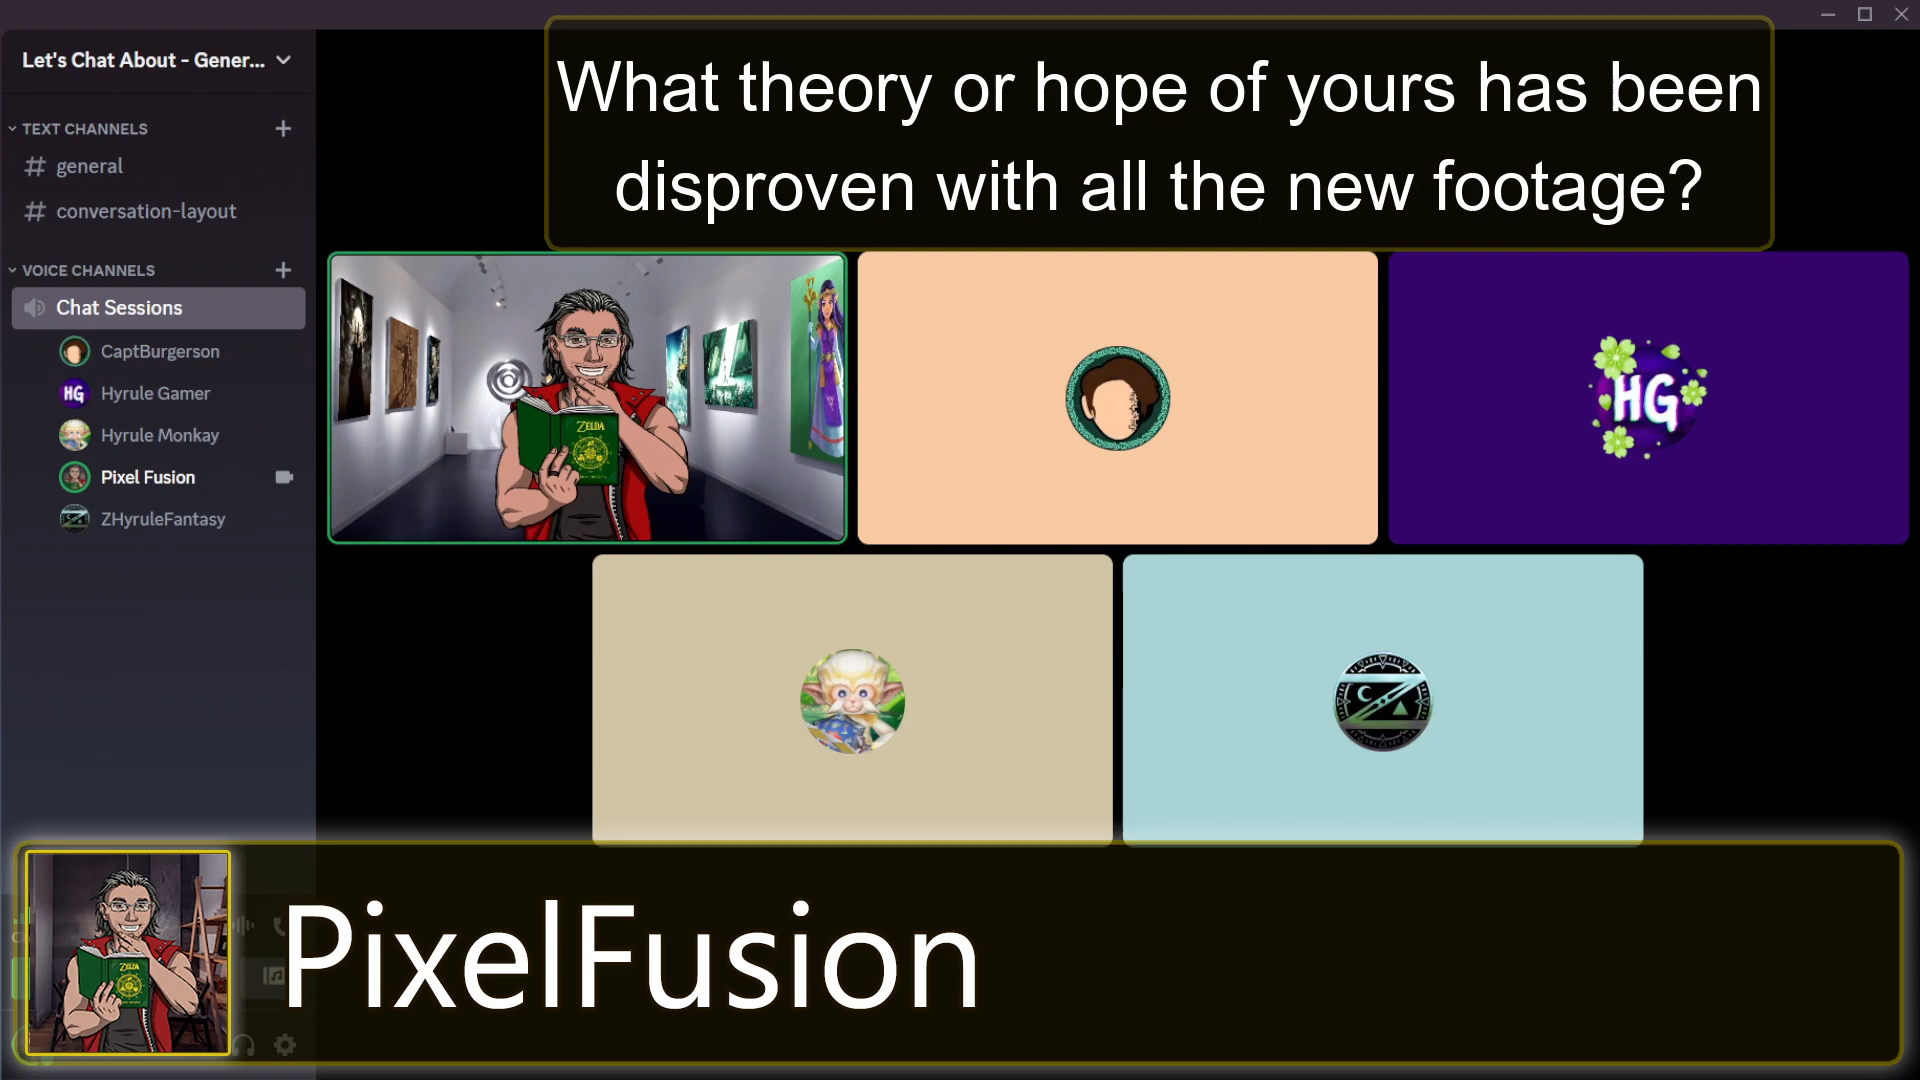 Let's Chat About - Gener...
TEXT CHANNELS
general
conversation-layout
VOICE CHANNELS
Chat Sessions
CaptBurgerson
HG
Hyrule Gamer
Hyrule Monkay
Pixel Fusion
ZHyruleFantasy
What theory or hope of yours has been
disproven with all the new footage?
ZELDA
HG
ZELDA
PixelFusion